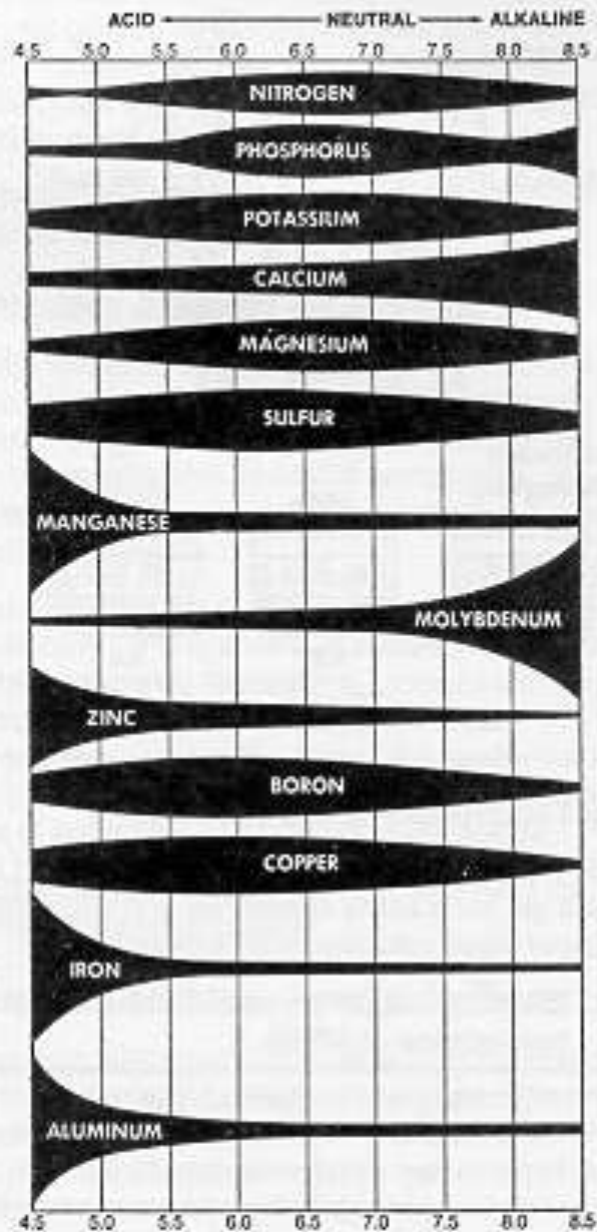 ACID NEUTRAL ALKALINE
4.5 5.0 5.5 6.0 6.5 7.0 7.5 8.0 8.5
NITROGEN
PHOSPHORUS
POTASSILIM
CALCIUM
MAGNESIUM
SULFUR
MANGANESE
MOLYBDENUM
ZINC
BORON
COPPER
IRON
ALUMINUM
4.5 5.0 5.5 6.0 6.5 7.0 7.5 8.0 8.5